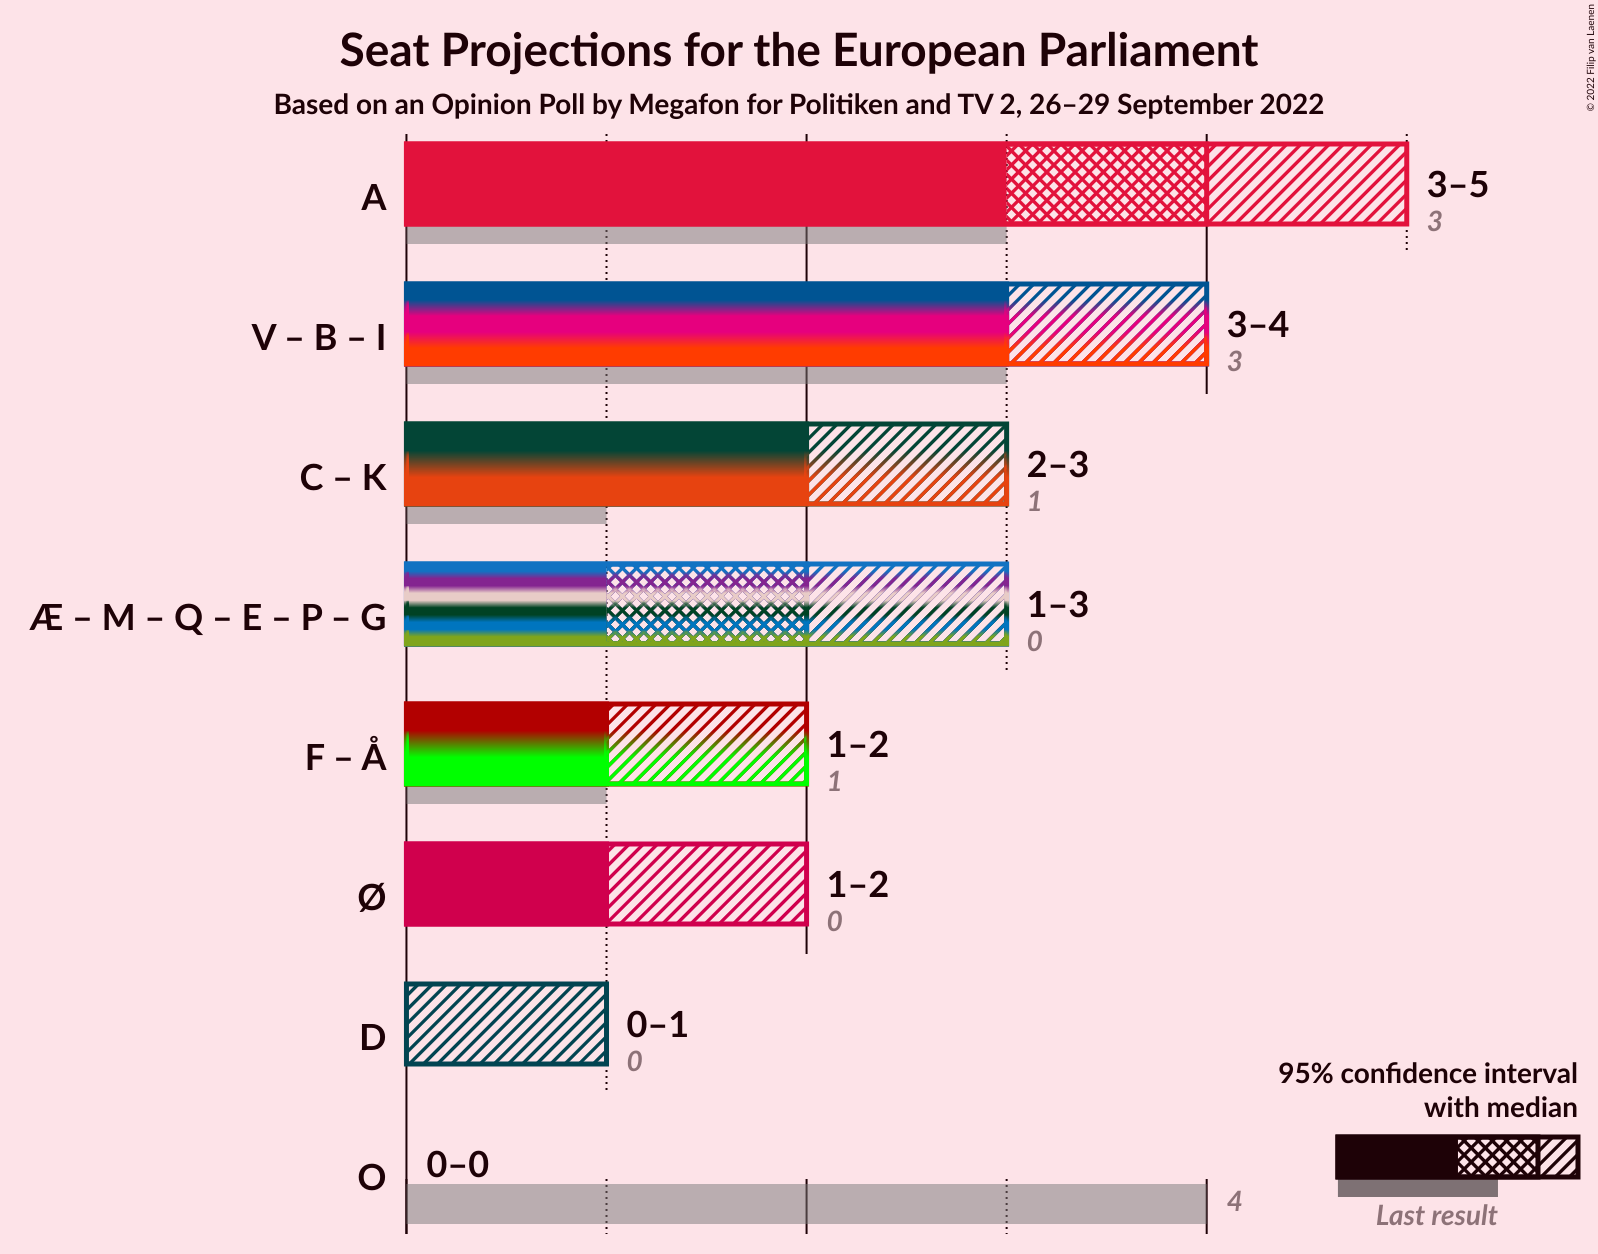 Seat Projections for the European Parliament
Based on an Opinion Poll by Megafon for Politiken and TV 2, 26–29 September 2022
© 2022 Filip van Laenen
A
3–5
3
V – B – I
3–4
3
C – K
2–3
1
Æ – M – Q – E – P – G
1–3
0
F – Å
1–2
1
Ø
1–2
0
D
0–1
0
O
0–0
4
95% confidence interval
with median
Last result